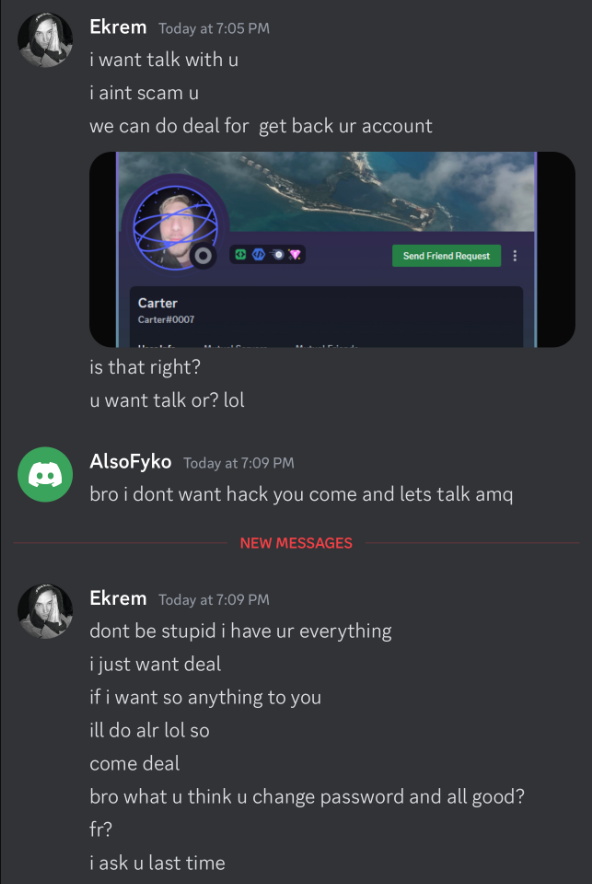 Ekrem Today at 7:05 PM
i want talk with u
i aint scam u
we can do deal for get back ur account
Send Friend Request
Carter
Carter#0007
is that right?
u want talk or? lol
AlsoFyko Today at 7:09 PM
bro i dont want hack you come and lets talk amq
NEW MESSAGES
Ekrem Today at 7:09 PM
dont be stupid i have ur everything
i just want deal
if i want so anything to you
ill do alr lol so
come deal
bro what u think u change password and all good?
fr?
i ask u last time